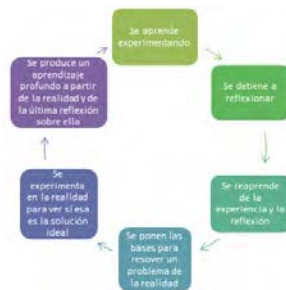 Se aprende
experimentando
Se detiene a
reflexionar
Se reaprende
de la
experiencia y la
reflexión
Se ponen las
bases para
resover un
problema de
la realidad
Se
experimenta
en la realidad
para ver si esa
es la solución
ideal
Se produce un
aprendizaje
profundo a partir
de la realidad y de
la última reflexión
sobre ella